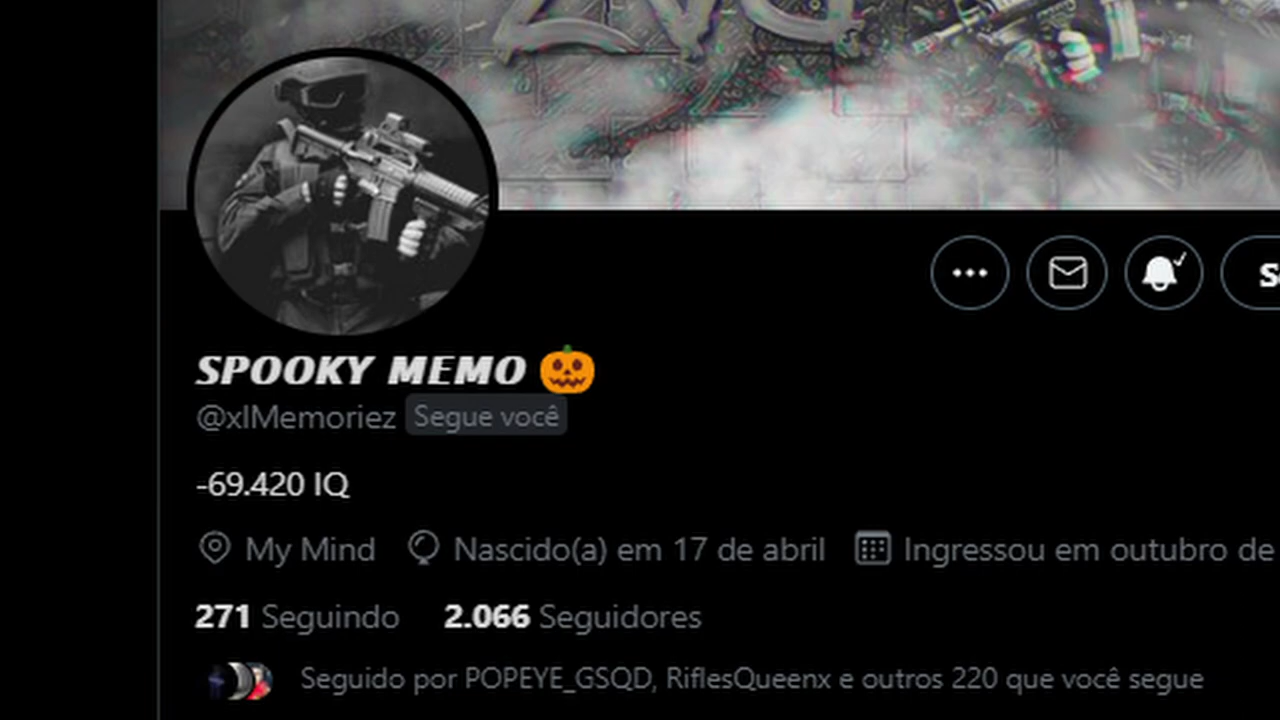 SPOOKY MEMO 🎃
@xIMemoriez Segue você
-69.420 IQ
My Mind Nascido(a) em 17 de abril Ingressou em outubro de
271 Seguindo 2.066 Seguidores
Seguido por POPEYE_GSQD, RiflesQueenx e outros 220 que você segue